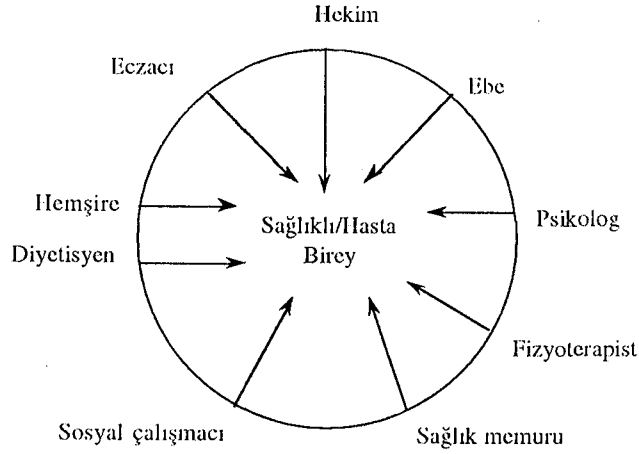 Hekim
Eczacı
Ebe
Hemşire
Sağlıklı/Hasta
Birey
Psikolog
Diyetisyen
Fizyoterapist
Sosyal çalışmacı
Sağlık memuru